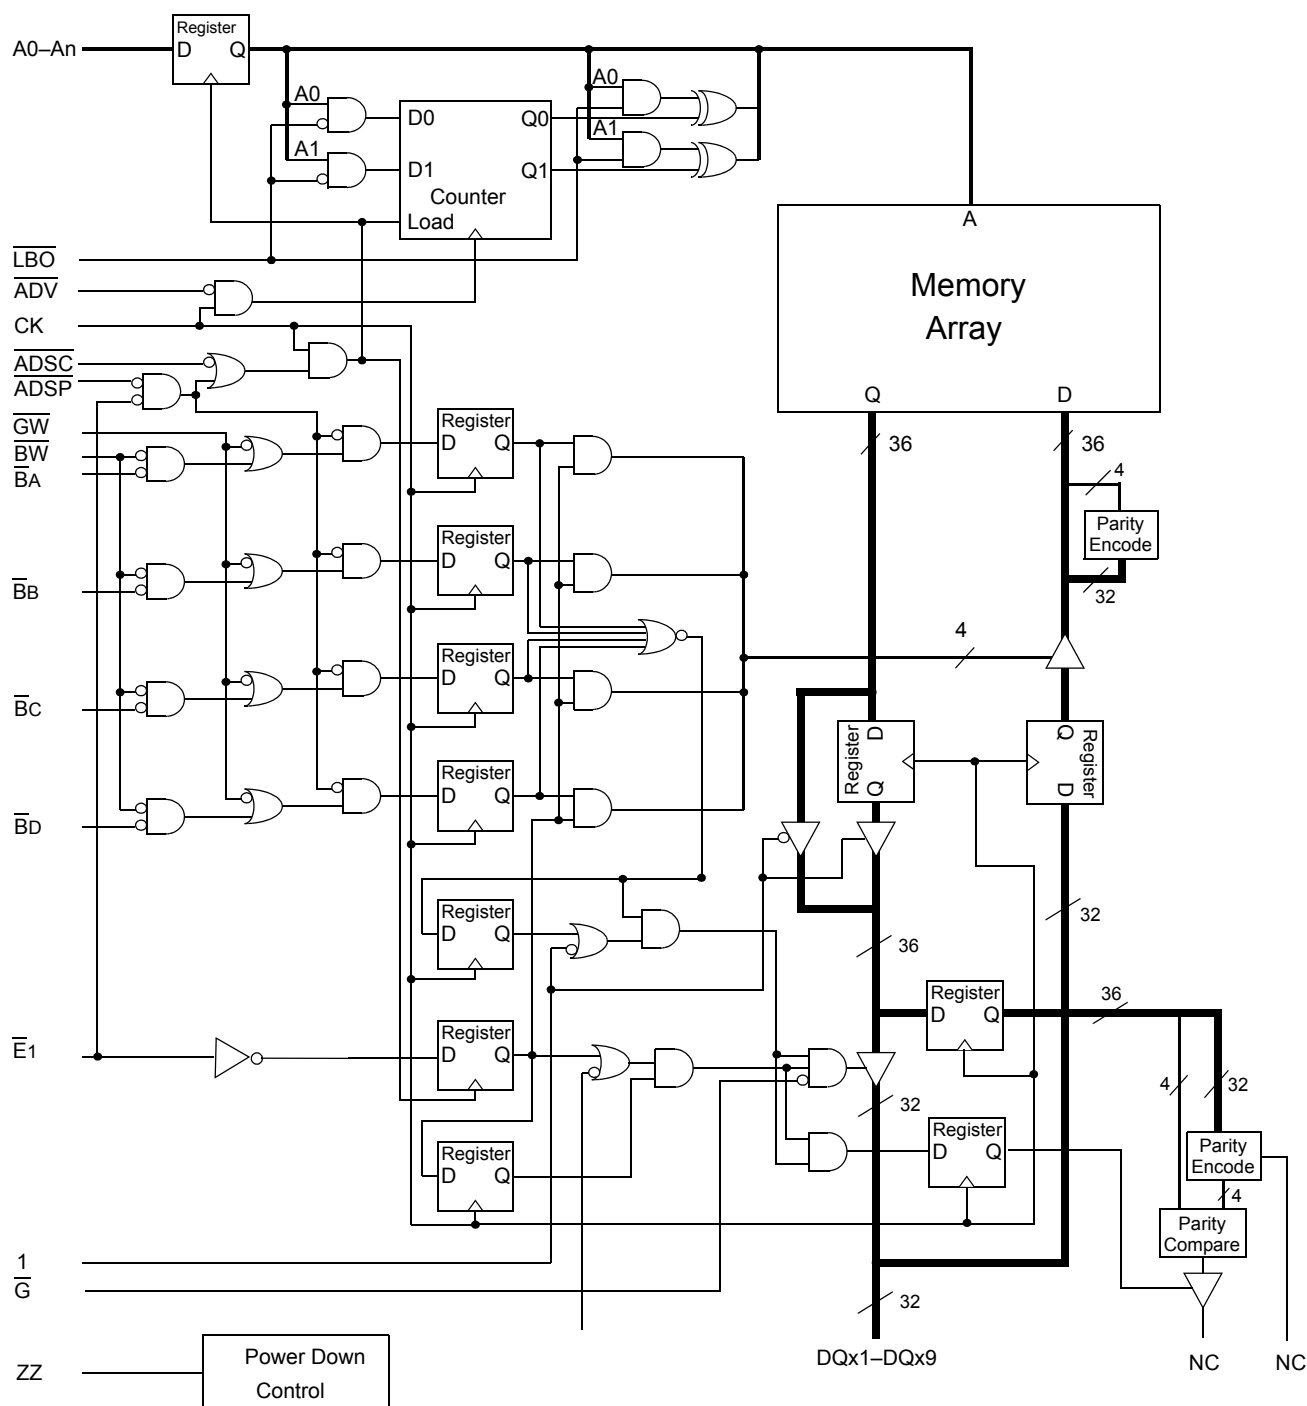 Register
A0–An
D Q
A0
A0
D0 Q0
A1
A1
D1 Q1
Counter
Load
A
LBO
ADV
Memory
CK
Array
ADSC
ADSP
Q D
GW
Register
BW
D Q
36
36
BA
4
Parity
Encode
Register
D Q
BB
32
4
Register
D Q
BC
Register
D
Q
Q
D
Register
Register
D Q
BD
Register
D Q
32
36
Register
D Q
36
Register
D Q
E1
4
32
32
Register
D Q
Register
D Q
Parity
Encode
4
Parity
Compare
1
G
32
Power Down
Control
ZZ
DQx1–DQx9
NC
NC